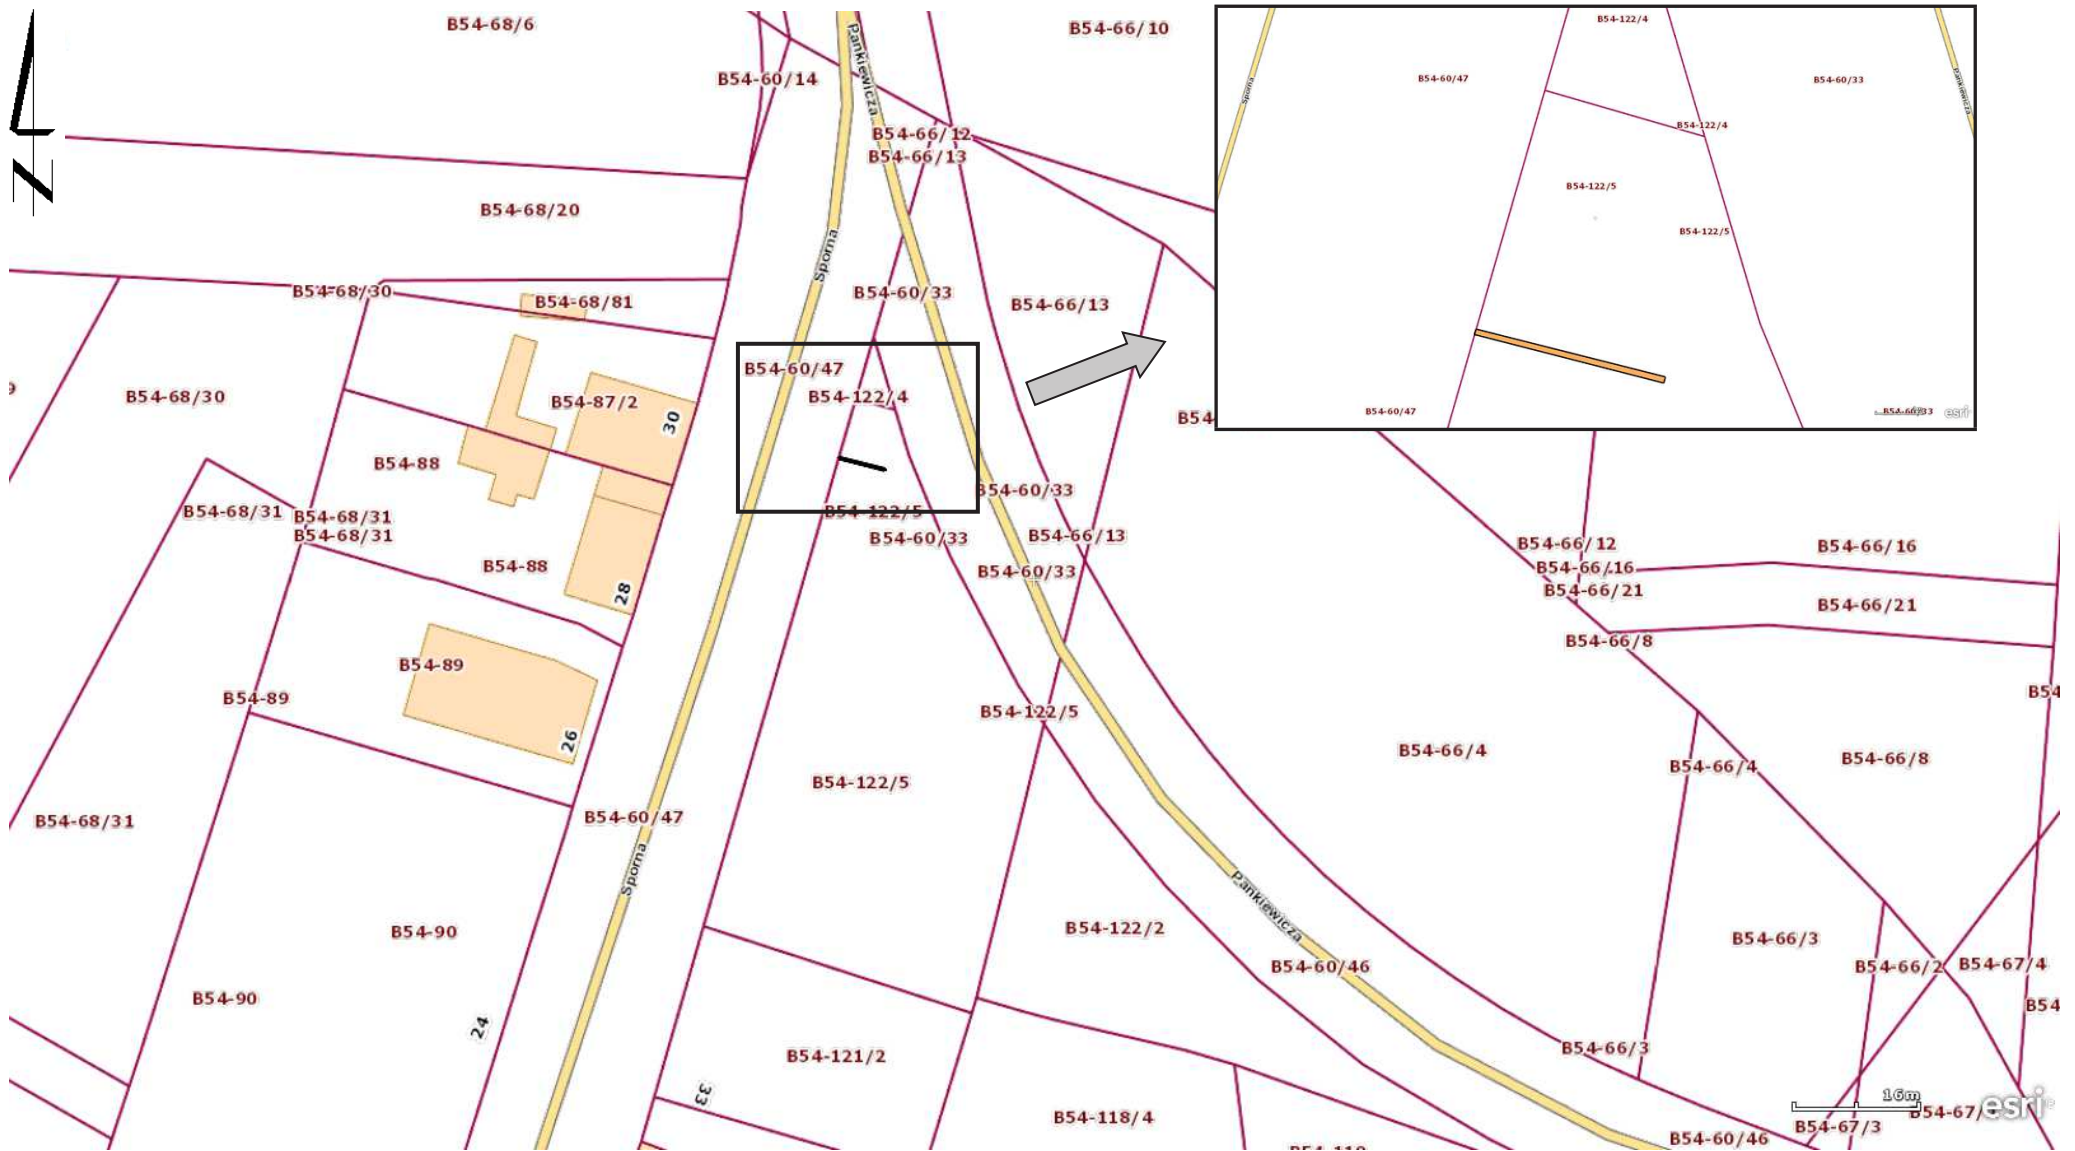 B54-68/6
B54-66/10
B54-60/14
Pankiewicza
B54-66/12
B54-66/13
B54-68/20
Sporna
B54-68/30
B54-68/81
B54-60/33
B54-66/13
B54-60/47
B54-122/4
B54-68/30
B54-87/2
30
B54-88
B54-60/33
B54-122/5
B54-60/33
B54-66/13
B54-68/31
B54-68/31
B54-68/31
B54-88
B54-60/33
28
B54-89
B54-89
26
B54-122/5
B54-122/5
B54-68/31
B54-60/47
Sporna
B54-90
B54-90
24
B54-121/2
33
B54-122/2
B54-118/4
Pankiewicza
B54-60/46
B54-66/4
B54-66/4
B54-66/12
B54-66/16
B54-66/21
B54-66/16
B54-66/21
B54-66/8
B54
B54-66/8
B54-66/3
B54-66/2
B54-67/4
B54
B54-66/3
16m
esri
B54-67/3
B54-60/46
N
B54-122/4
B54-60/47
B54-60/33
Sporna
Pankiewicza
B54-122/4
B54-122/5
B54-122/5
B54-60/47
B54-60/33
esri
B54